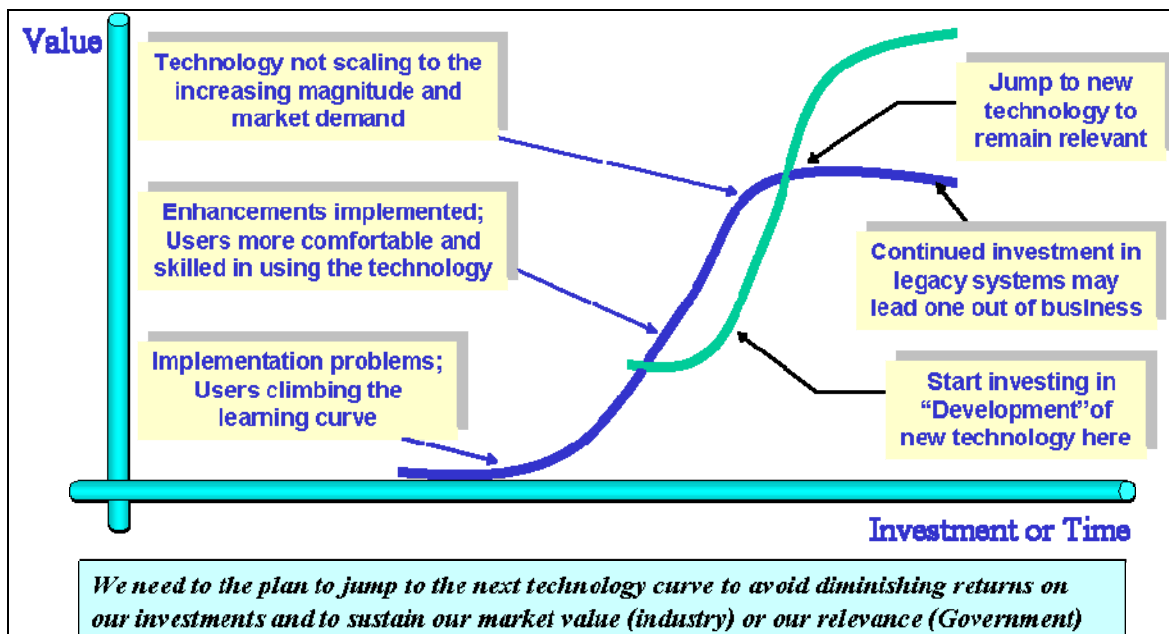 Value
Technology not scaling to the
increasing magnitude and
market demand
Jump to new
technology to
remain relevant
Enhancements implemented;
Users more comfortable and
skilled in using the technology
Continued investment in
legacy systems may
lead one out of business
Implementation problems;
Users climbing the
learning curve
Start investing in
“Development”of
new technology here
Investment or Time
We need to the plan to jump to the next technology curve to avoid diminishing returns on
our investments and to sustain our market value (industry) or our relevance (Government)